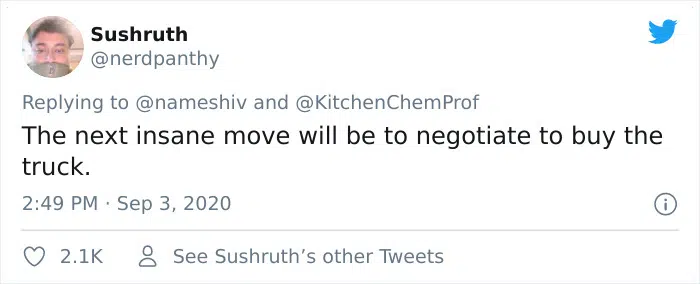 Sushruth
@nerdpanthy
Replying to @nameshiv and @KitchenChemProf
The next insane move will be to negotiate to buy the
truck.
2:49 PM · Sep 3, 2020
2.1K
See Sushruth’s other Tweets